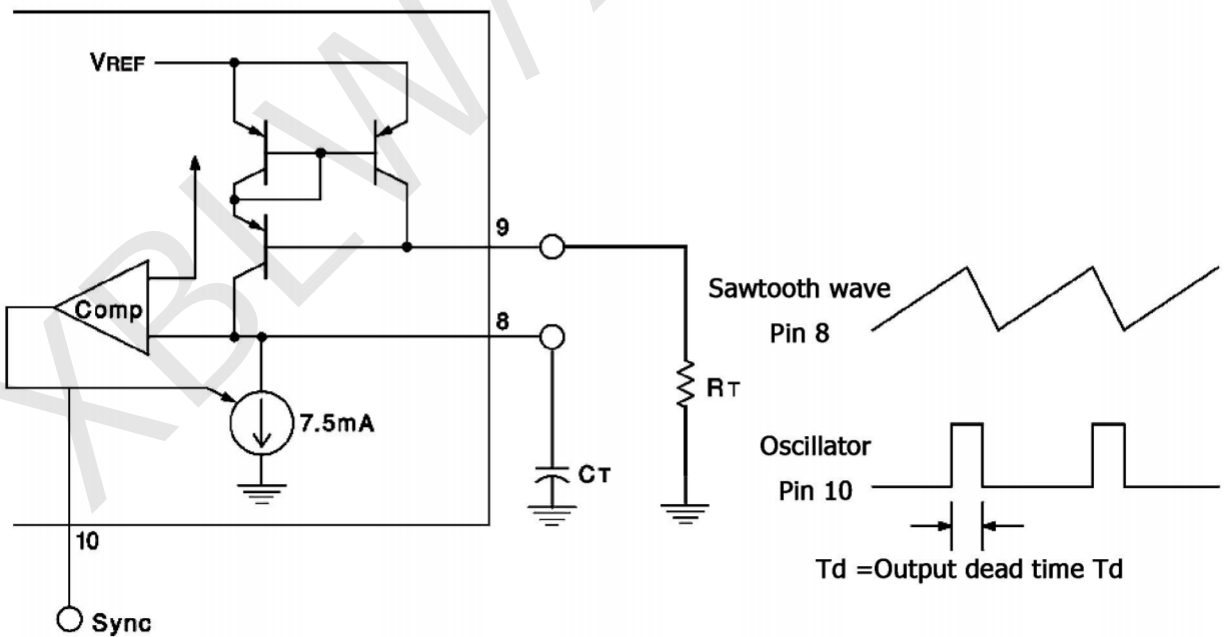 VREF
9
Comp
8
7.5mA
RT
CT
10
Sync
Sawtooth wave
Pin 8
Oscillator
Pin 10
Td =Output dead time Td